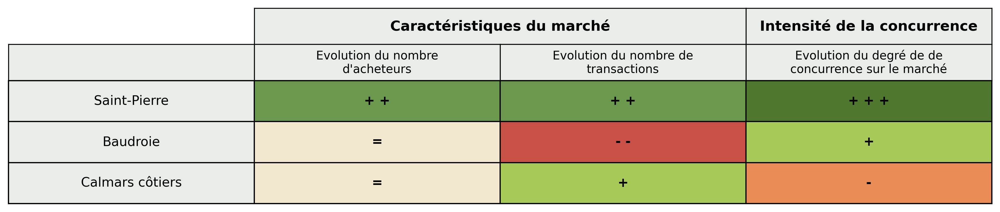 Caractéristiques du marché
Intensité de la concurrence
Evolution du nombre
d'acheteurs
Evolution du nombre de
transactions
Evolution du degré de de
concurrence sur le marché
Saint-Pierre
+ +
+ +
+ + +
Baudroie
=
- -
+
Calmars côtiers
=
+
-